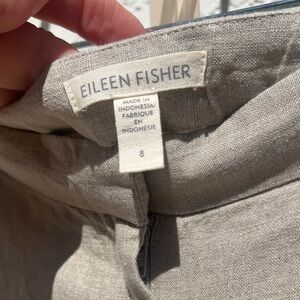 EILEEN FISHER
MADE IN
INDONESIA/
FABRIQUE
EN
INDONESIE
8